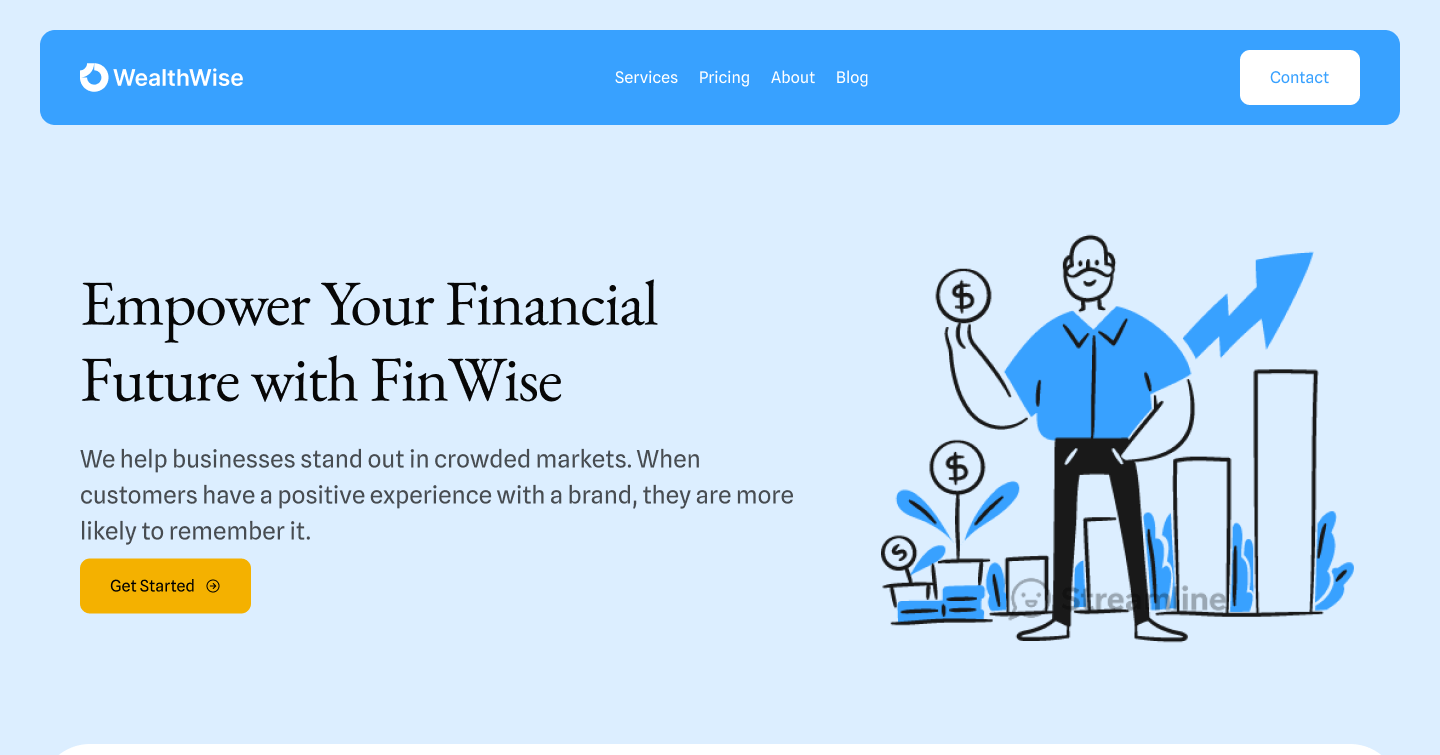 WealthWise
Services
Pricing
About
Blog
Contact
Empower Your Financial
Future with FinWise
We help businesses stand out in crowded markets. When
customers have a positive experience with a brand, they are more
likely to remember it.
Get Started
$
$
$
Streamline